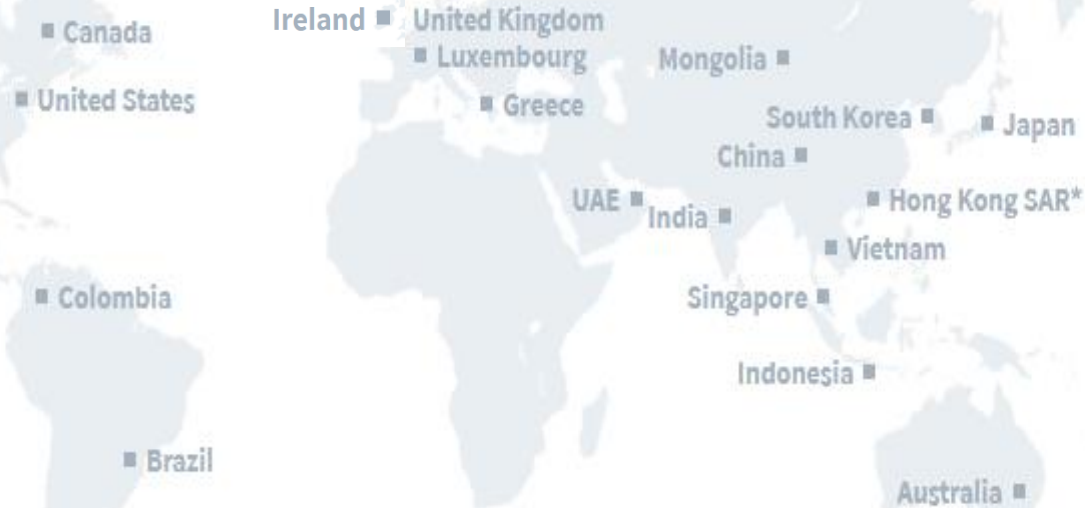 Ireland
United Kingdom
Canada
Luxembourg
Mongolia
United States
Greece
South Korea
Japan
China
UAE
Hong Kong SAR*
India
Vietnam
Colombia
Singapore
Indonesia
Brazil
Australia